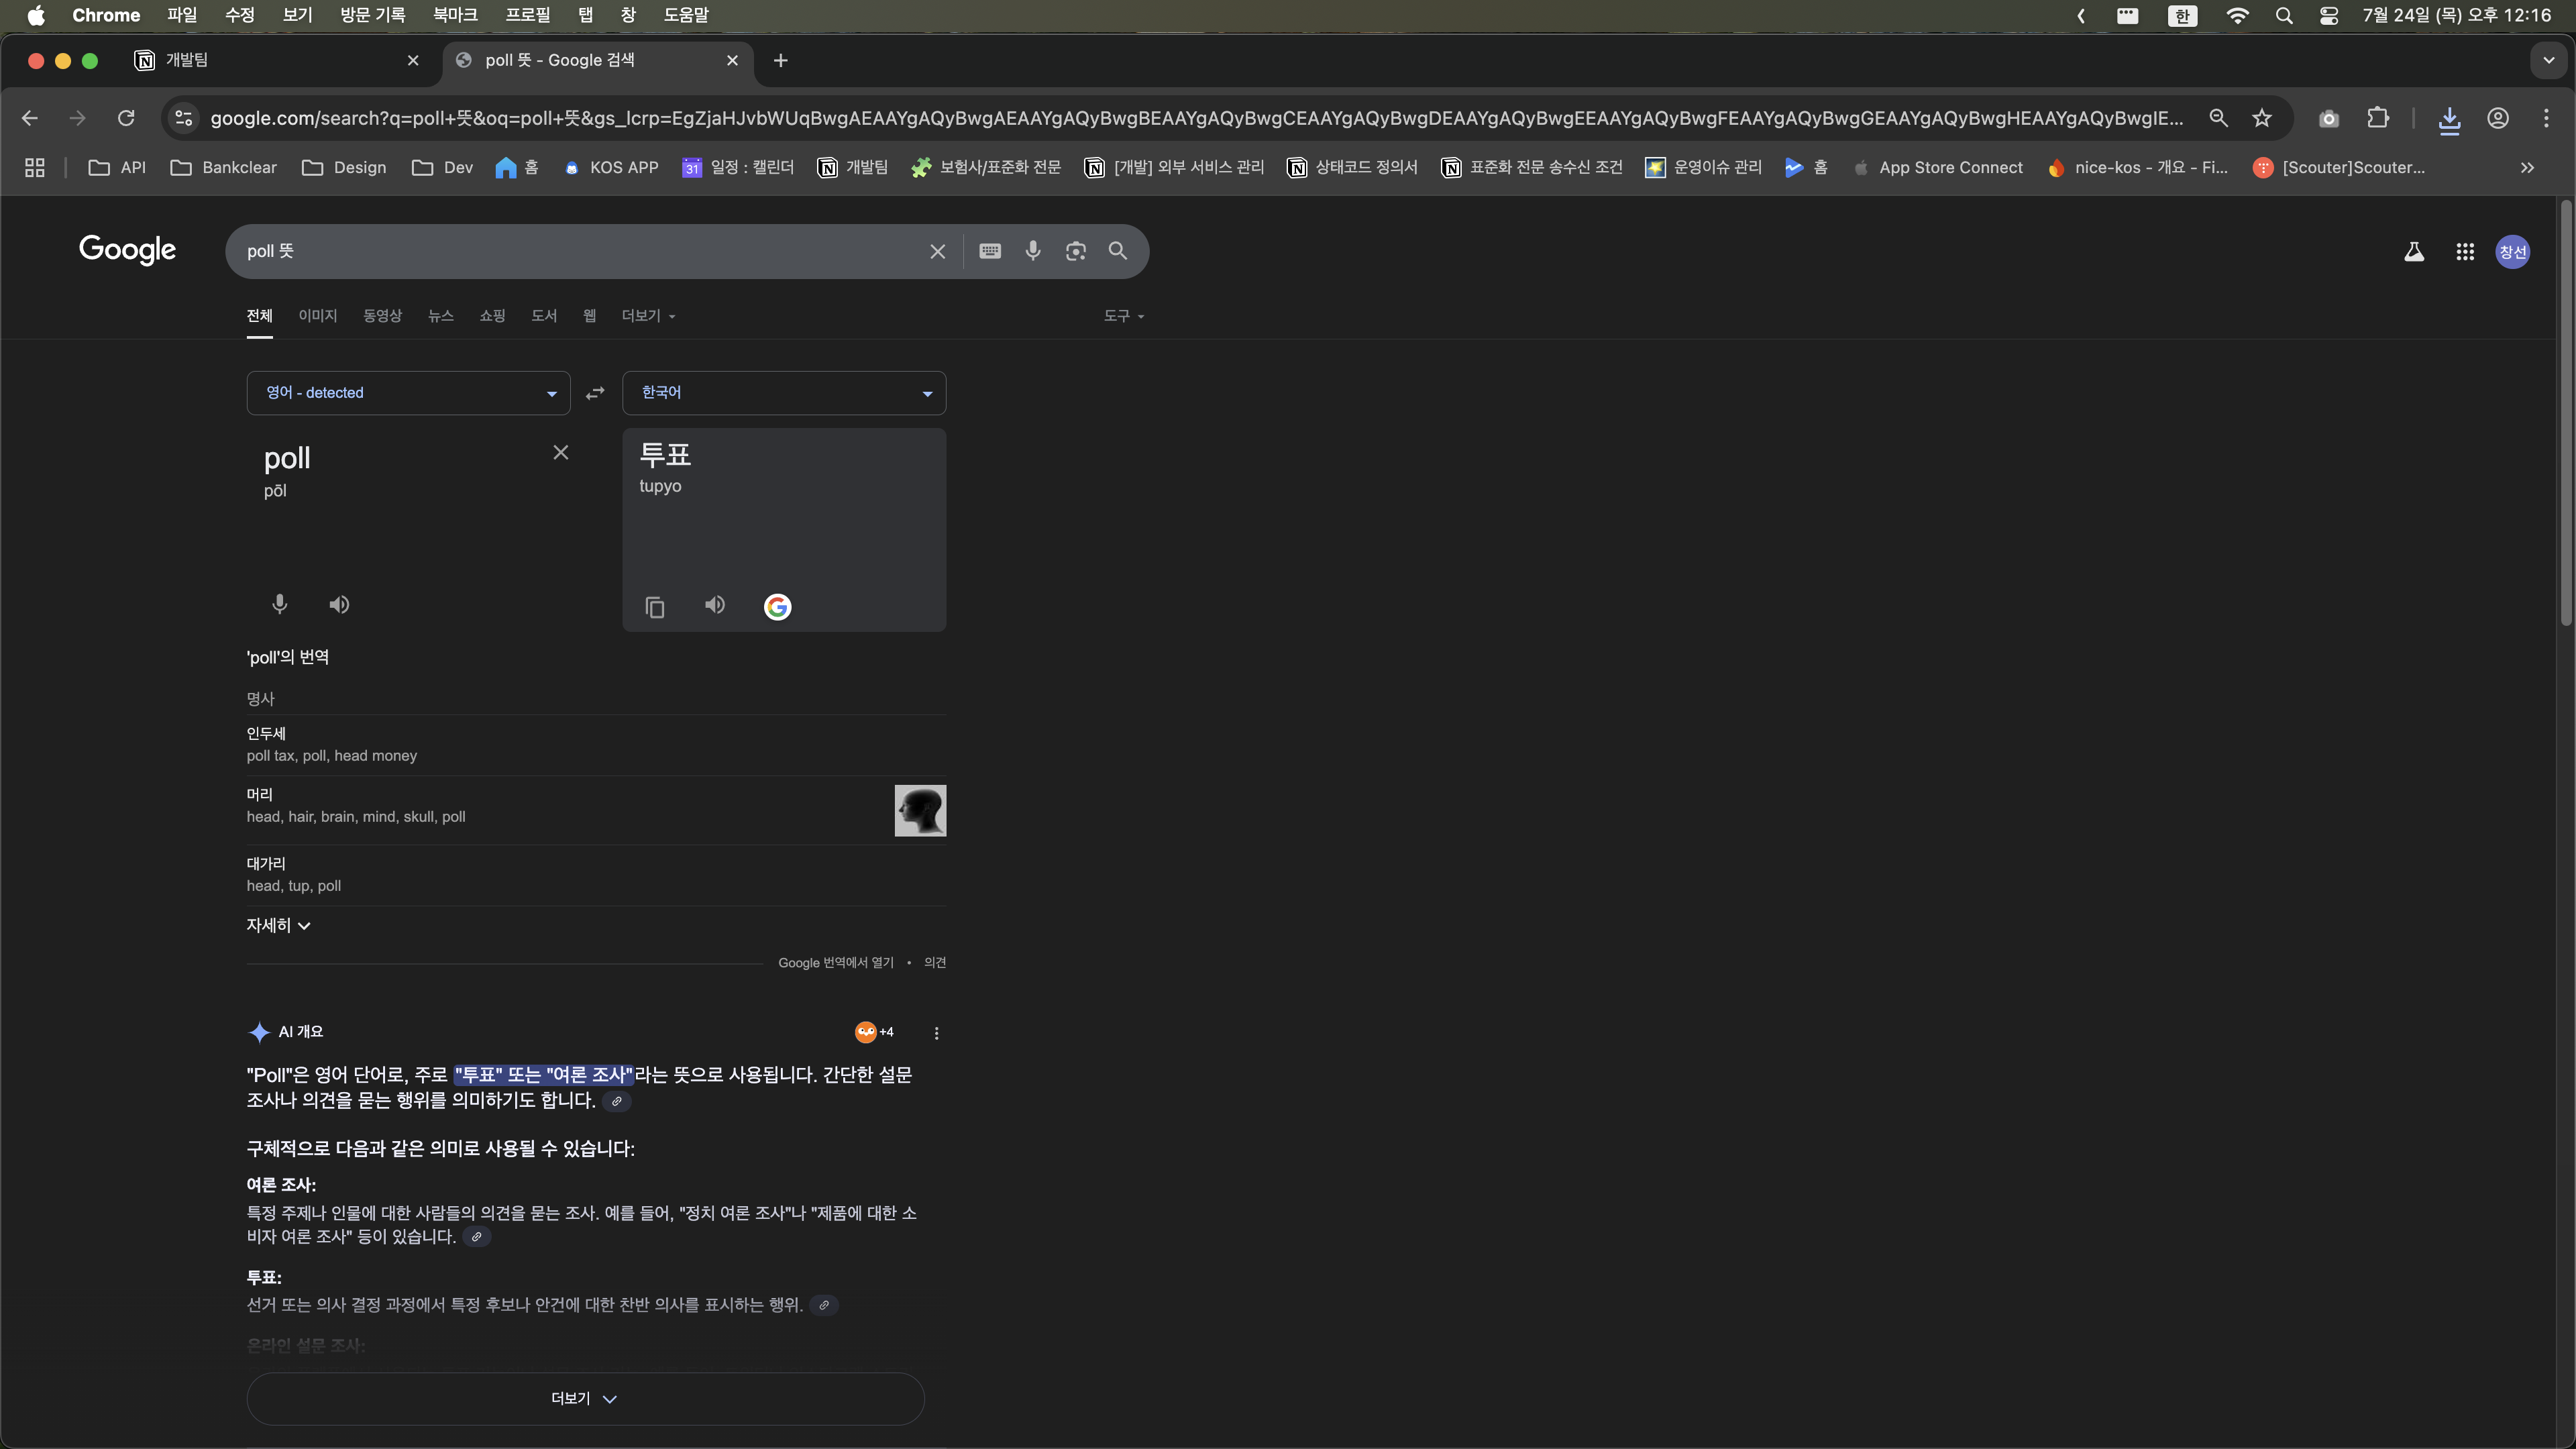 Chrome 파일 수정 보기 방문 기록 북마크 프로필 탭 창 도움말 한 7월 24일 (목) 오후 12:16
개발팀 poll 뜻 - Google 검색
google.com/search?q=poll+뜻&oq=poll+뜻&gs_lcrp=EgZjaHJvbWUqBwgAEAAYgAQyBwgAEAAYgAQyBwgBEAAYgAQyBwgCEAAYgAQyBwgDEAAYgAQyBwgEEAAYgAQyBwgFEAAYgAQyBwgGEAAYgAQyBwgHEAAYgAQyBwgIE...
API Bankclear Design Dev 홈 KOS APP 31 일정 : 캘린더 개발팀 보험사/표준화 전문 [개발] 외부 서비스 관리 상태코드 정의서 표준화 전문 송수신 조건 운영이슈 관리 홈 App Store Connect nice-kos - 개요 - Fi... [Scouter]Scouter...
Google poll 뜻 창선
전체 이미지 동영상 뉴스 쇼핑 도서 웹 더보기 도구
영어 - detected 한국어
poll 투표
pōl tupyo
'poll'의 번역
명사
인두세
poll tax, poll, head money
머리
head, hair, brain, mind, skull, poll
대가리
head, tup, poll
자세히
Google 번역에서 열기 • 의견
AI 개요 +4
"Poll"은 영어 단어로, 주로 "투표" 또는 "여론 조사"라는 뜻으로 사용됩니다. 간단한 설문
조사나 의견을 묻는 행위를 의미하기도 합니다.
구체적으로 다음과 같은 의미로 사용될 수 있습니다:
여론 조사:
특정 주제나 인물에 대한 사람들의 의견을 묻는 조사. 예를 들어, "정치 여론 조사"나 "제품에 대한 소
비자 여론 조사" 등이 있습니다.
투표:
선거 또는 의사 결정 과정에서 특정 후보나 안건에 대한 찬반 의사를 표시하는 행위.
온라인 설문 조사:
더보기